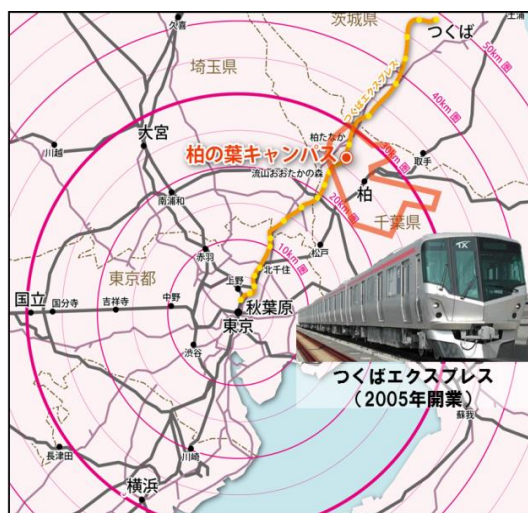 久喜
茨城県
つくば
土浦
50km圏
埼玉県
つくばエクスプレス
40km圏
川越
大宮
柏たなか
30km圏
取手
柏の葉キャンパス
流山おおたかの森
柏
南浦和
20km圏
千葉県
10km圏
赤羽
松戸
東京都
北千住
上野
国立
国分寺
吉祥寺
中野
秋葉原
東京
TX
渋谷
つくばエクスプレス
（2005年開業）
蘇我
長津田
川崎
横浜